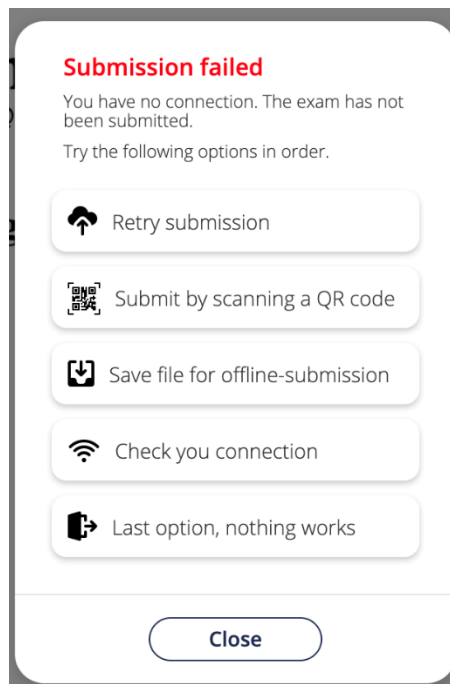 Submission failed
You have no connection. The exam has not
been submitted.
Try the following options in order.
Retry submission
Submit by scanning a QR code
Save file for offline-submission
Check you connection
Last option, nothing works
Close